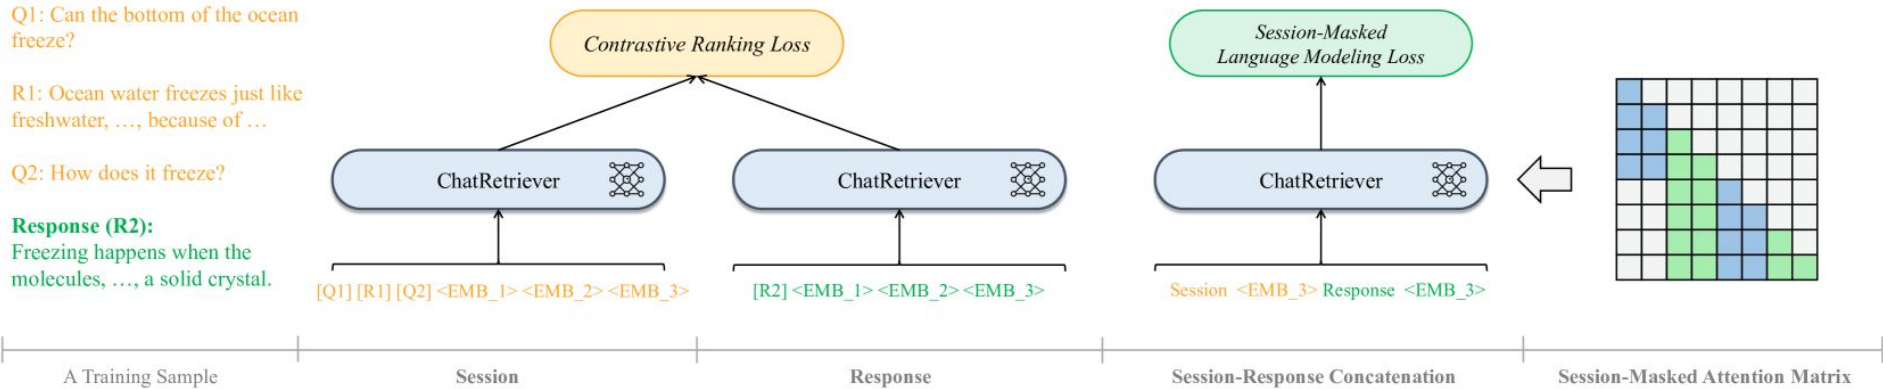 Q1: Can the bottom of the ocean
freeze?
R1: Ocean water freezes just like
freshwater, …, because of …
Q2: How does it freeze?
Response (R2):
Freezing happens when the
molecules, …, a solid crystal.
Contrastive Ranking Loss
ChatRetriever
ChatRetriever
[Q1] [R1] [Q2] <EMB_1> <EMB_2> <EMB_3>
[R2] <EMB_1> <EMB_2> <EMB_3>
Session-Masked
Language Modeling Loss
ChatRetriever
Session <EMB_3> Response <EMB_3>
A Training Sample
Session
Response
Session-Response Concatenation
Session-Masked Attention Matrix